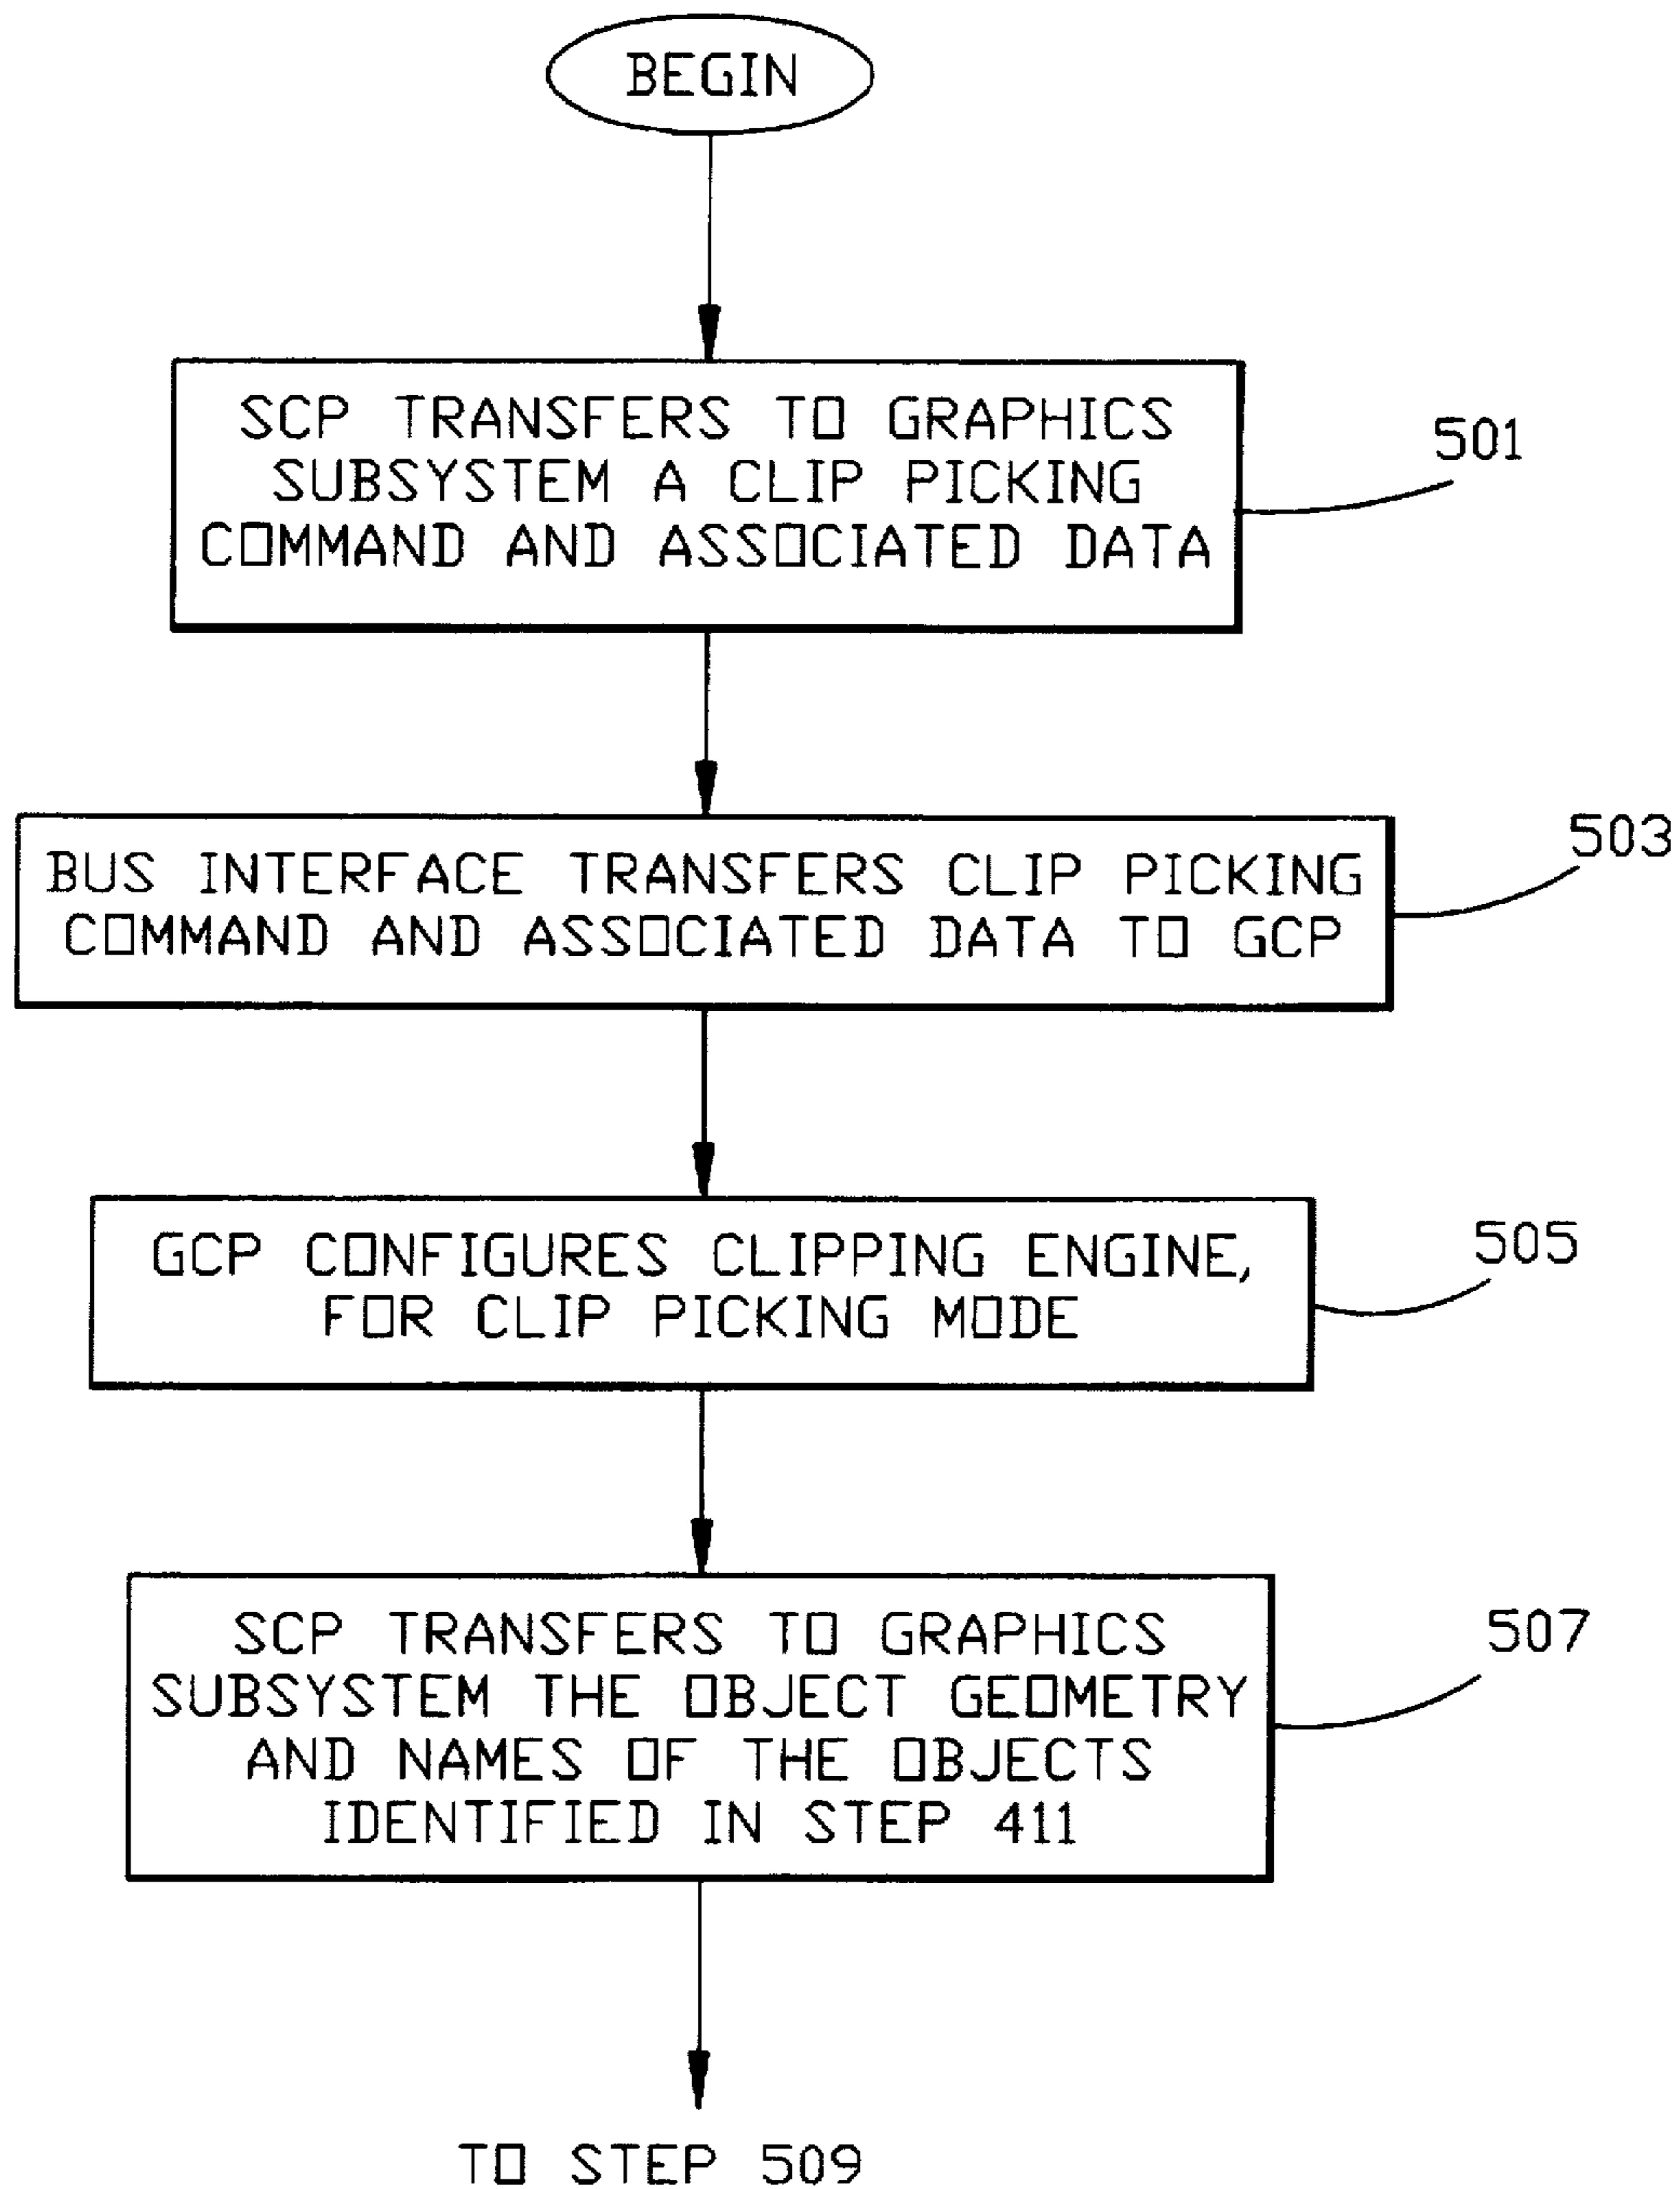 BEGIN
SCP TRANSFERS TO GRAPHICS
SUBSYSTEM A CLIP PICKING
COMMAND AND ASSOCIATED DATA
501
BUS INTERFACE TRANSFERS CLIP PICKING
COMMAND AND ASSOCIATED DATA TO GCP
503
GCP CONFIGURES CLIPPING ENGINE,
FOR CLIP PICKING MODE
505
SCP TRANSFERS TO GRAPHICS
SUBSYSTEM THE OBJECT GEOMETRY
AND NAMES OF THE OBJECTS
IDENTIFIED IN STEP 411
507
TO STEP 509